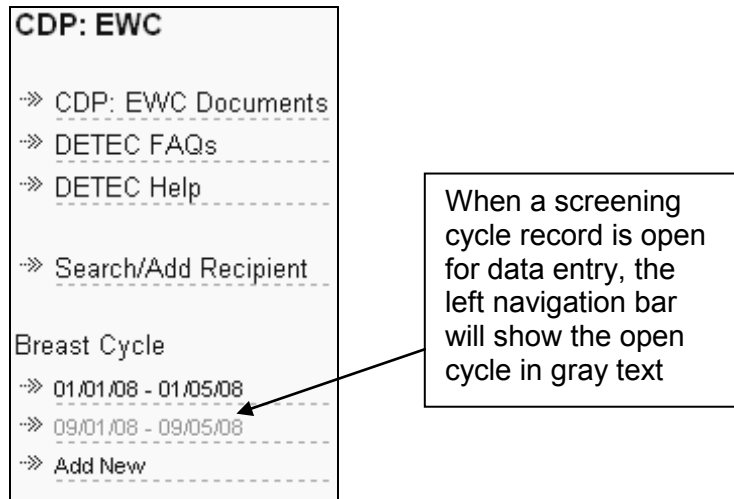 CDP: EWC
CDP: EWC Documents
DETEC FAQs
DETEC Help
Search/Add Recipient
Breast Cycle
01/01/08 - 01/05/08
09/01/08 - 09/05/08
Add New
When a screening
cycle record is open
for data entry, the
left navigation bar
will show the open
cycle in gray text